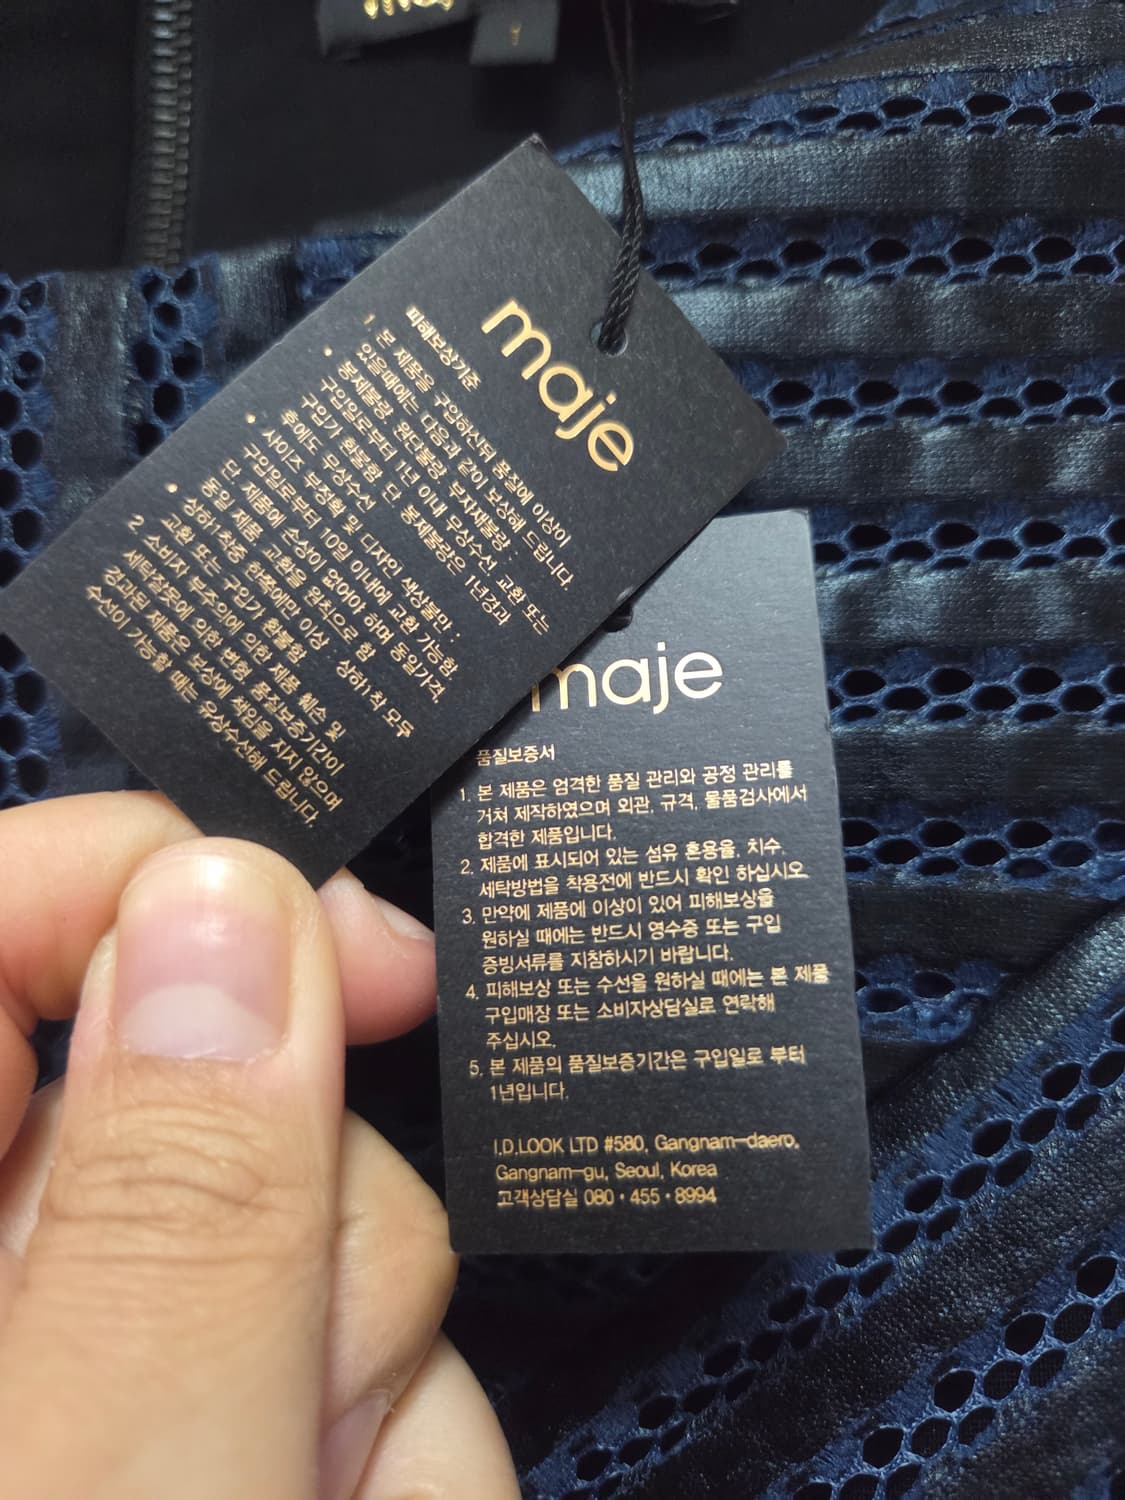 maje
피해보상기준
1. 본 제품을 구입하신뒤 품질에 이상이
있을때에는 다음과 같이 보상해 드립니다.
• 봉제불량, 원단불량, 부자재불량 :
구입일로부터 1년 이내 무상수선 교환 또는
구입가 환불함. 단, 봉제불량은 1년경과
후에도 무상수선
• 사이즈 부정확 및 디자인 색상불만 :
구입일로부터 10일 이내에 교환 가능함.
단, 제품에 손상이 없어야 하며 동일가격,
동일 제품 교환을 원칙으로 함
• 상하1착중 한쪽에만 이상 : 상하1착 모두
교환 또는 구입가 환불함
2. 소비자 부주의에 의한 제품 훼손 및
세탁잘못에 의한 변형, 품질보증기간이
경과된 제품은 보상에 책임을 지지 않으며
수선이 가능할 때는 유상수선해 드립니다.
maje
품질보증서
1. 본 제품은 엄격한 품질 관리와 공정 관리를
거쳐 제작하였으며 외관, 규격, 물품검사에서
합격한 제품입니다.
2. 제품에 표시되어 있는 섬유 혼용율, 치수,
세탁방법을 착용전에 반드시 확인 하십시오.
3. 만약에 제품에 이상이 있어 피해보상을
원하실 때에는 반드시 영수증 또는 구입
증빙서류를 지참하시기 바랍니다.
4. 피해보상 또는 수선을 원하실 때에는 본 제품
구입매장 또는 소비자상담실로 연락해
주십시오.
5. 본 제품의 품질보증기간은 구입일로 부터
1년입니다.
I.D.LOOK LTD #580, Gangnam-daero,
Gangnam-gu, Seoul, Korea
고객상담실 080 · 455 · 8994